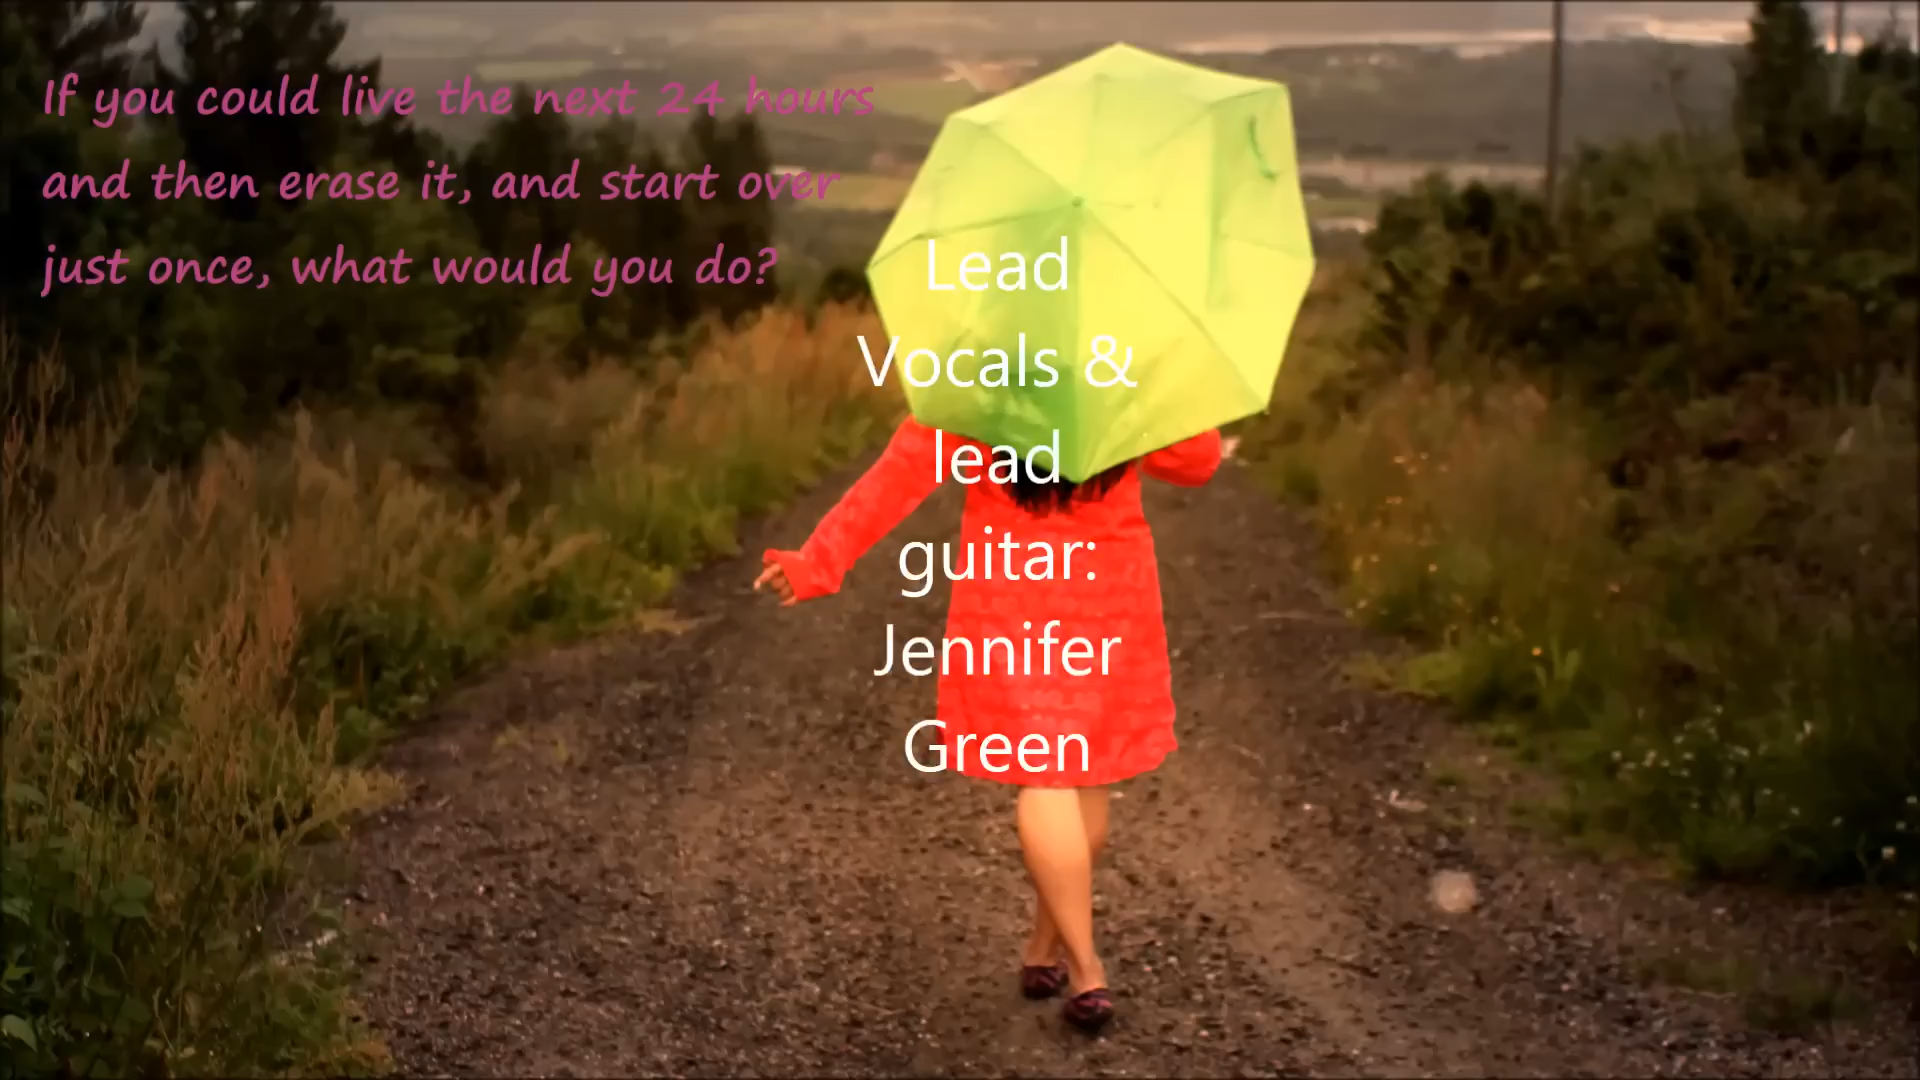 If you could live the next 24 hours
and then erase it, and start over
just once, what would you do?
Lead
Vocals &
lead
guitar:
Jennifer
Green